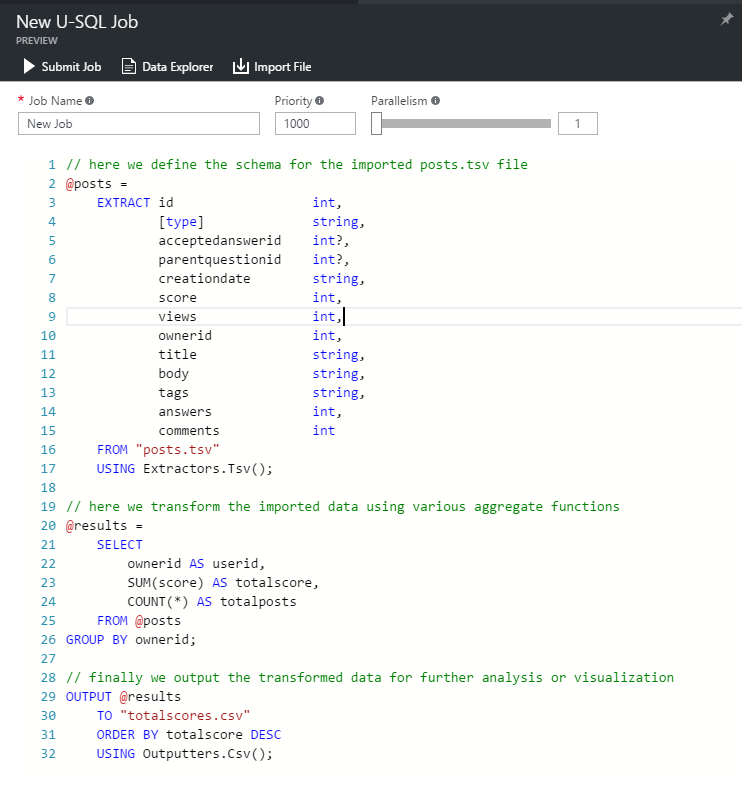 New U-SQL Job
PREVIEW
Submit Job Data Explorer Import File
* Job Name Priority Parallelism
New Job 1000 1
1 // here we define the schema for the imported posts.tsv file
2 @posts =
3     EXTRACT id                  int,
4             [type]              string,
5             acceptedanswerid    int?,
6             parentquestionid    int?,
7             creationdate        string,
8             score               int,
9             views               int,
10             ownerid             int,
11             title               string,
12             body                string,
13             tags                string,
14             answers             int,
15             comments            int
16     FROM "posts.tsv"
17     USING Extractors.Tsv();
18
19 // here we transform the imported data using various aggregate functions
20 @results =
21     SELECT
22         ownerid AS userid,
23         SUM(score) AS totalscore,
24         COUNT(*) AS totalposts
25     FROM @posts
26 GROUP BY ownerid;
27
28 // finally we output the transformed data for further analysis or visualization
29 OUTPUT @results
30     TO "totalscores.csv"
31     ORDER BY totalscore DESC
32     USING Outputters.Csv();